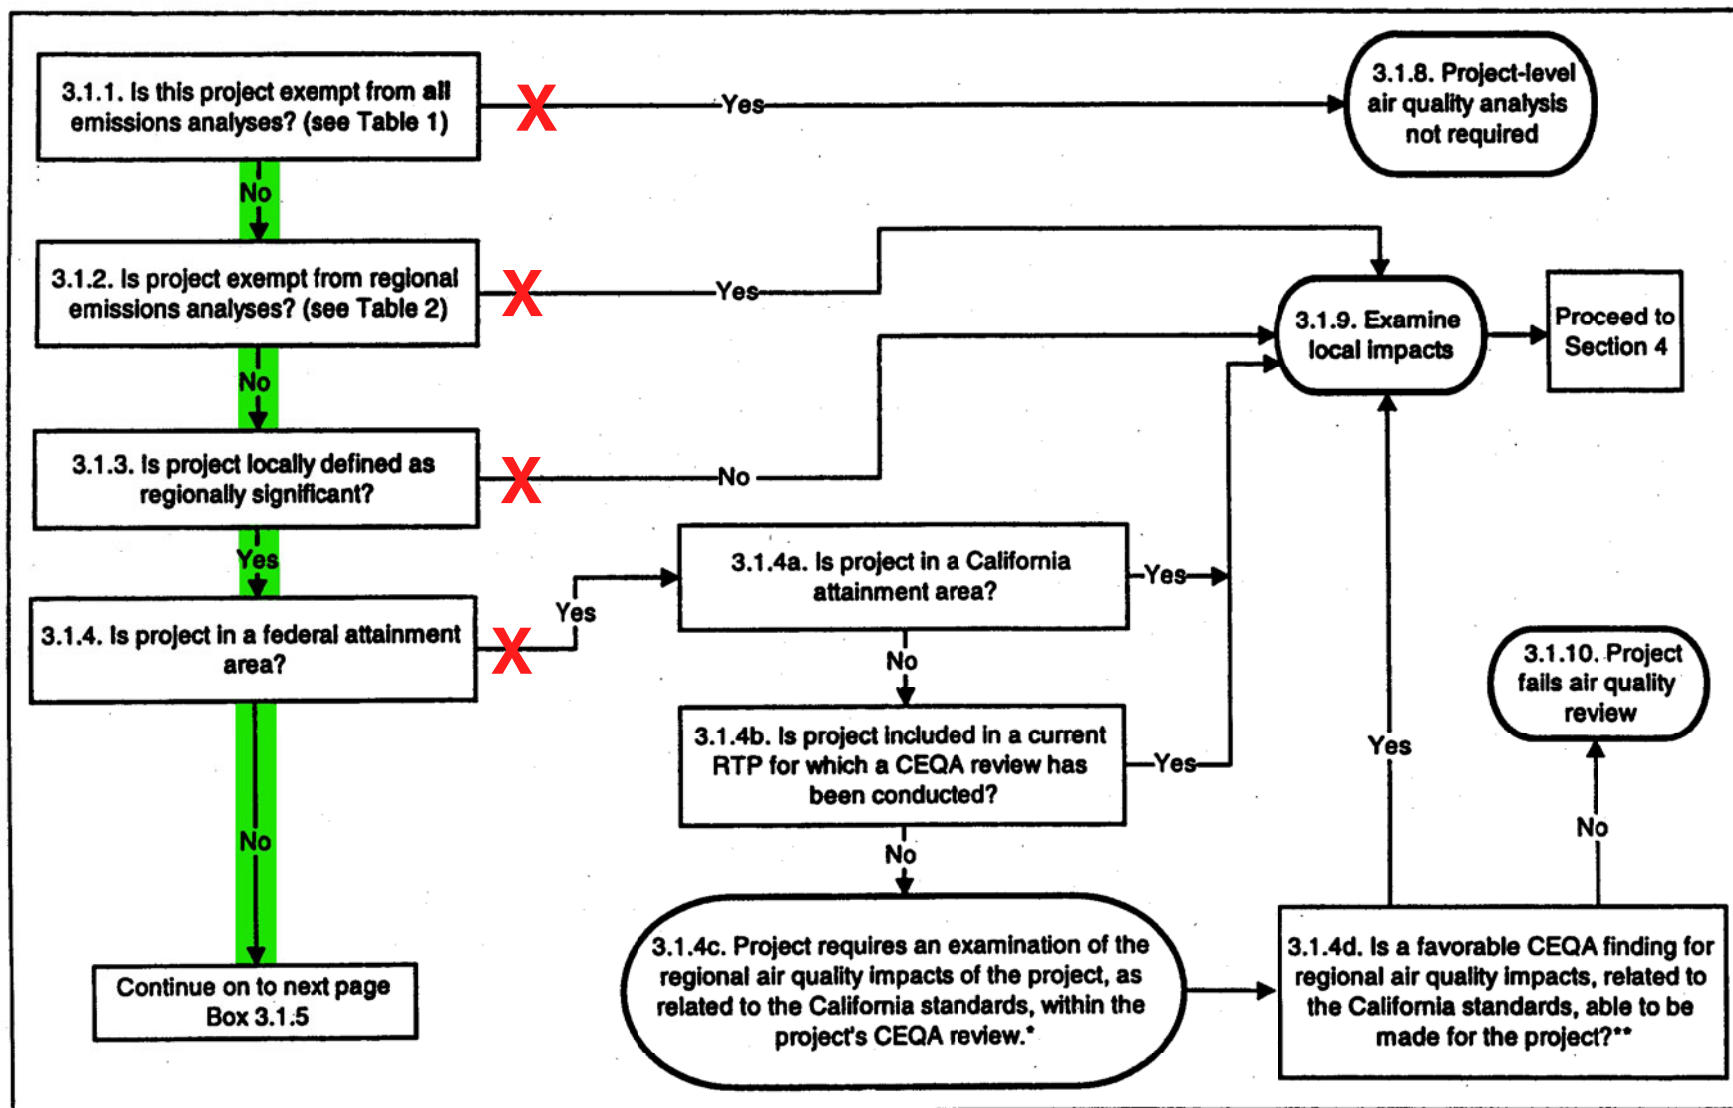 3.1.1. Is this project exempt from all
emissions analyses? (see Table 1)
X
Yes
3.1.8. Project-level
air quality analysis
not required
No
3.1.2. Is project exempt from regional
emissions analyses? (see Table 2)
X
Yes
3.1.9. Examine
local impacts
Proceed to
Section 4
No
3.1.3. Is project locally defined as
regionally significant?
X
No
Yes
3.1.4. Is project in a federal attainment
area?
X
Yes
3.1.4a. Is project in a California
attainment area?
Yes
No
3.1.4b. Is project included in a current
RTP for which a CEQA review has
been conducted?
Yes
No
3.1.4c. Project requires an examination of the
regional air quality impacts of the project, as
related to the California standards, within the
project's CEQA review.*
3.1.4d. Is a favorable CEQA finding for
regional air quality impacts, related to
the California standards, able to be
made for the project?**
Yes
No
3.1.10. Project
fails air quality
review
No
Continue on to next page
Box 3.1.5